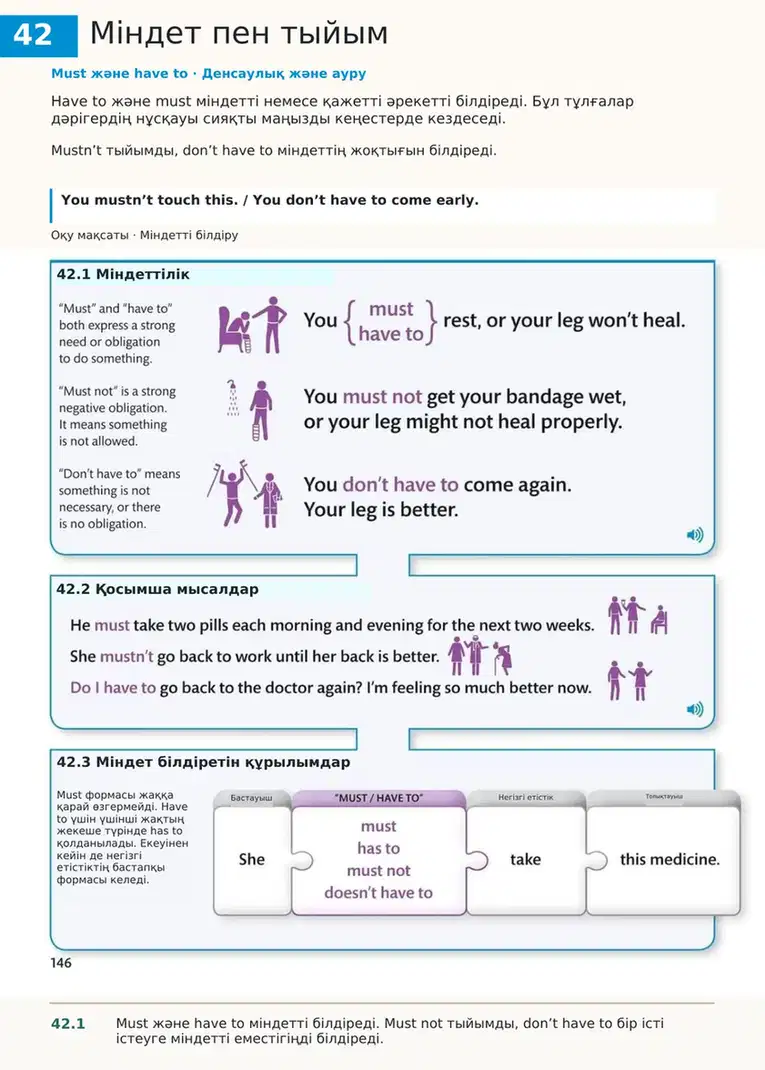 42 Міндет пен тыйым
Must және have to · Денсаулық және ауру
Have to және must міндетті немесе қажетті әрекетті білдіреді. Бұл тұлғалар
дәрігердің нұсқауы сияқты маңызды кеңестерде кездеседі.
Mustn’t тыйымды, don’t have to міндеттің жоқтығын білдіреді.
You mustn’t touch this. / You don’t have to come early.
Оқу мақсаты · Міндетті білдіру
42.1 Міндеттілік
“Must” and “have to”
both express a strong
need or obligation
to do something.
You { must
have to } rest, or your leg won’t heal.
“Must not” is a strong
negative obligation.
It means something
is not allowed.
You must not get your bandage wet,
or your leg might not heal properly.
“Don’t have to” means
something is not
necessary, or there
is no obligation.
You don’t have to come again.
Your leg is better.
42.2 Қосымша мысалдар
He must take two pills each morning and evening for the next two weeks.
She mustn’t go back to work until her back is better.
Do I have to go back to the doctor again? I’m feeling so much better now.
42.3 Міндет білдіретін құрылымдар
Must формасы жаққа
қарай өзгермейді. Have
to үшін үшінші жақтың
жекеше түрінде has to
қолданылады. Екеуінен
кейін де негізгі
етістіктің бастапқы
формасы келеді.
Бастауыш
“MUST / HAVE TO”
Негізгі етістік
Толықтауыш
She
must
has to
must not
doesn’t have to
take
this medicine.
146
42.1 Must және have to міндетті білдіреді. Must not тыйымды, don’t have to бір істі
істеуге міндетті еместігіңді білдіреді.